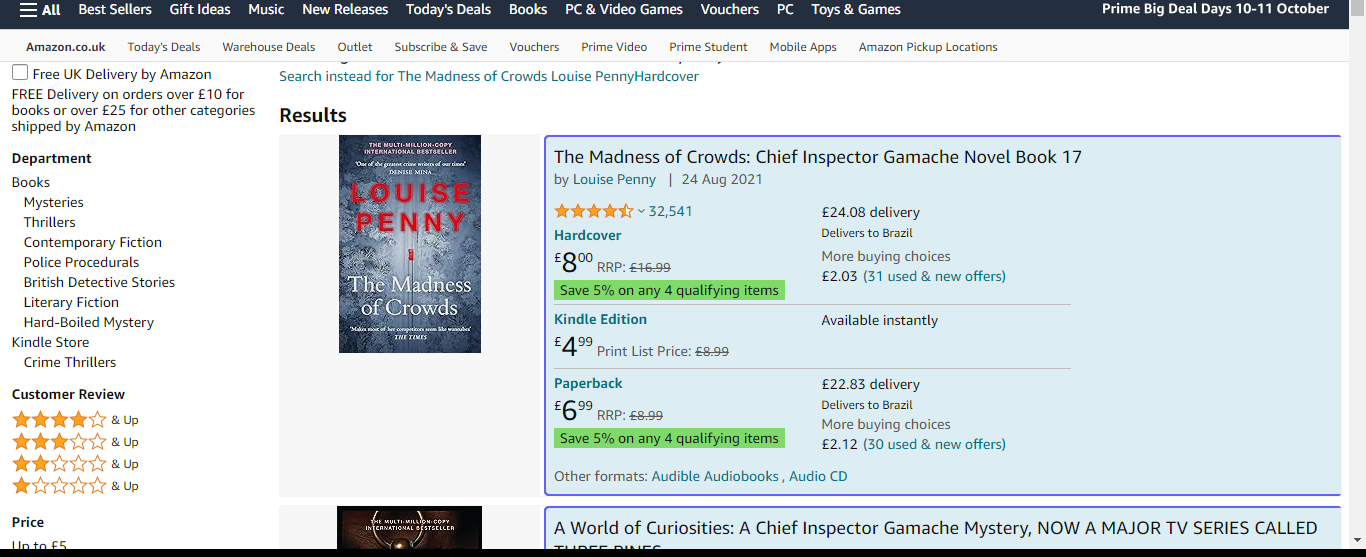 All Best Sellers Gift Ideas Music New Releases Today's Deals Books PC & Video Games Vouchers PC Toys & Games Prime Big Deal Days 10-11 October
Amazon.co.uk Today's Deals Warehouse Deals Outlet Subscribe & Save Vouchers Prime Video Prime Student Mobile Apps Amazon Pickup Locations
Free UK Delivery by Amazon
FREE Delivery on orders over £10 for
books or over £25 for other categories
shipped by Amazon
Department
Books
Mysteries
Thrillers
Contemporary Fiction
Police Procedurals
British Detective Stories
Literary Fiction
Hard-Boiled Mystery
Kindle Store
Crime Thrillers
Customer Review
& Up
& Up
& Up
& Up
Price
Up to £5
Search instead for The Madness of Crowds Louise PennyHardcover
Results
THE MULTI-MILLION-COPY
INTERNATIONAL BESTSELLER
'One of the greatest crime writers of our times'
DENISE MINA
LOUISE
PENNY
The Madness
of Crowds
'Makes most of her competitors seem like wannabes'
THE TIMES
The Madness of Crowds: Chief Inspector Gamache Novel Book 17
by Louise Penny | 24 Aug 2021
32,541
Hardcover
£8.00 RRP: £16.99
Save 5% on any 4 qualifying items
£24.08 delivery
Delivers to Brazil
More buying choices
£2.03 (31 used & new offers)
Kindle Edition
£4.99 Print List Price: £8.99
Available instantly
Paperback
£6.99 RRP: £8.99
Save 5% on any 4 qualifying items
£22.83 delivery
Delivers to Brazil
More buying choices
£2.12 (30 used & new offers)
Other formats: Audible Audiobooks , Audio CD
THE MULTI-MILLION-COPY
INTERNATIONAL BESTSELLER
A World of Curiosities: A Chief Inspector Gamache Mystery, NOW A MAJOR TV SERIES CALLED
THREE PINES